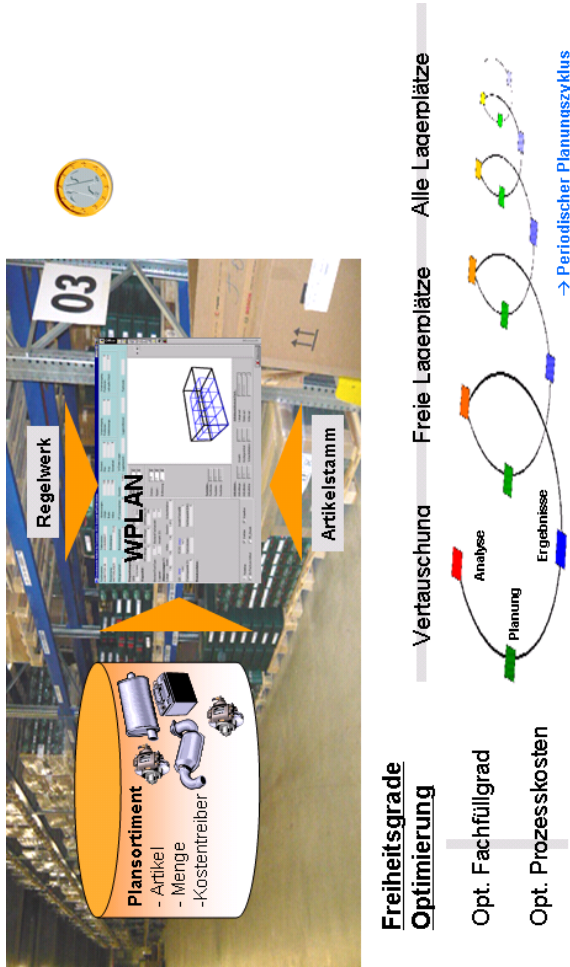 Regelwerk
03
WPLAN
Artikelstamm
Plansortiment
- Artikel
- Menge
-Kostentreiber
Freiheitsgrade
Optimierung
Vertauschung
Freie Lagerplätze
Alle Lagerplätze
Opt. Fachfüllgrad
Opt. Prozesskosten
Analyse
Planung
Ergebnisse
→ Periodischer Planungszyklus